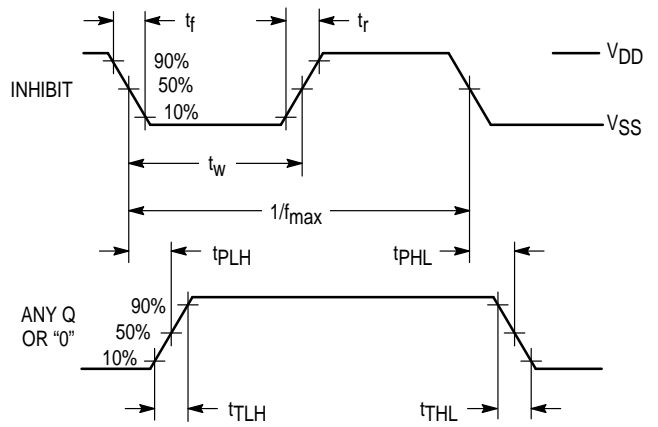 tf
tr
VDD
90%
INHIBIT
50%
10%
VSS
tw
1/fmax
tPLH
tPHL
ANY Q
OR “0”
90%
50%
10%
tTLH
tTHL